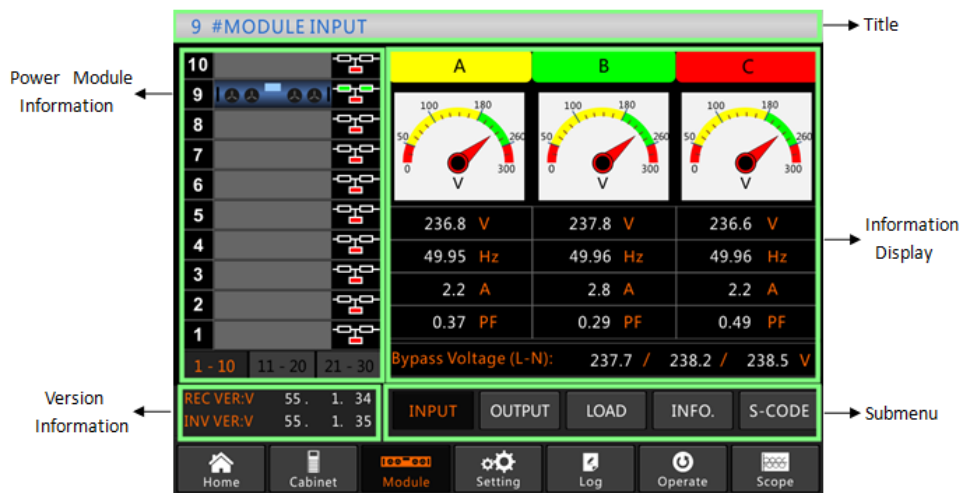 9 #MODULE INPUT
Title
Power Module
Information
10
9
8
7
6
5
4
3
2
1
1 - 10 11 - 20 21 - 30
A B C
0 50 100 180 260 300 V
0 50 100 180 260 300 V
0 50 100 180 260 300 V
236.8 V 237.8 V 236.6 V
49.95 Hz 49.96 Hz 49.96 Hz
2.2 A 2.8 A 2.2 A
0.37 PF 0.29 PF 0.49 PF
Bypass Voltage (L-N): 237.7 / 238.2 / 238.5 V
Information
Display
Version
Information
REC VER:V 55. 1. 34
INV VER:V 55. 1. 35
INPUT OUTPUT LOAD INFO. S-CODE
Submenu
Home Cabinet Module Setting Log Operate Scope